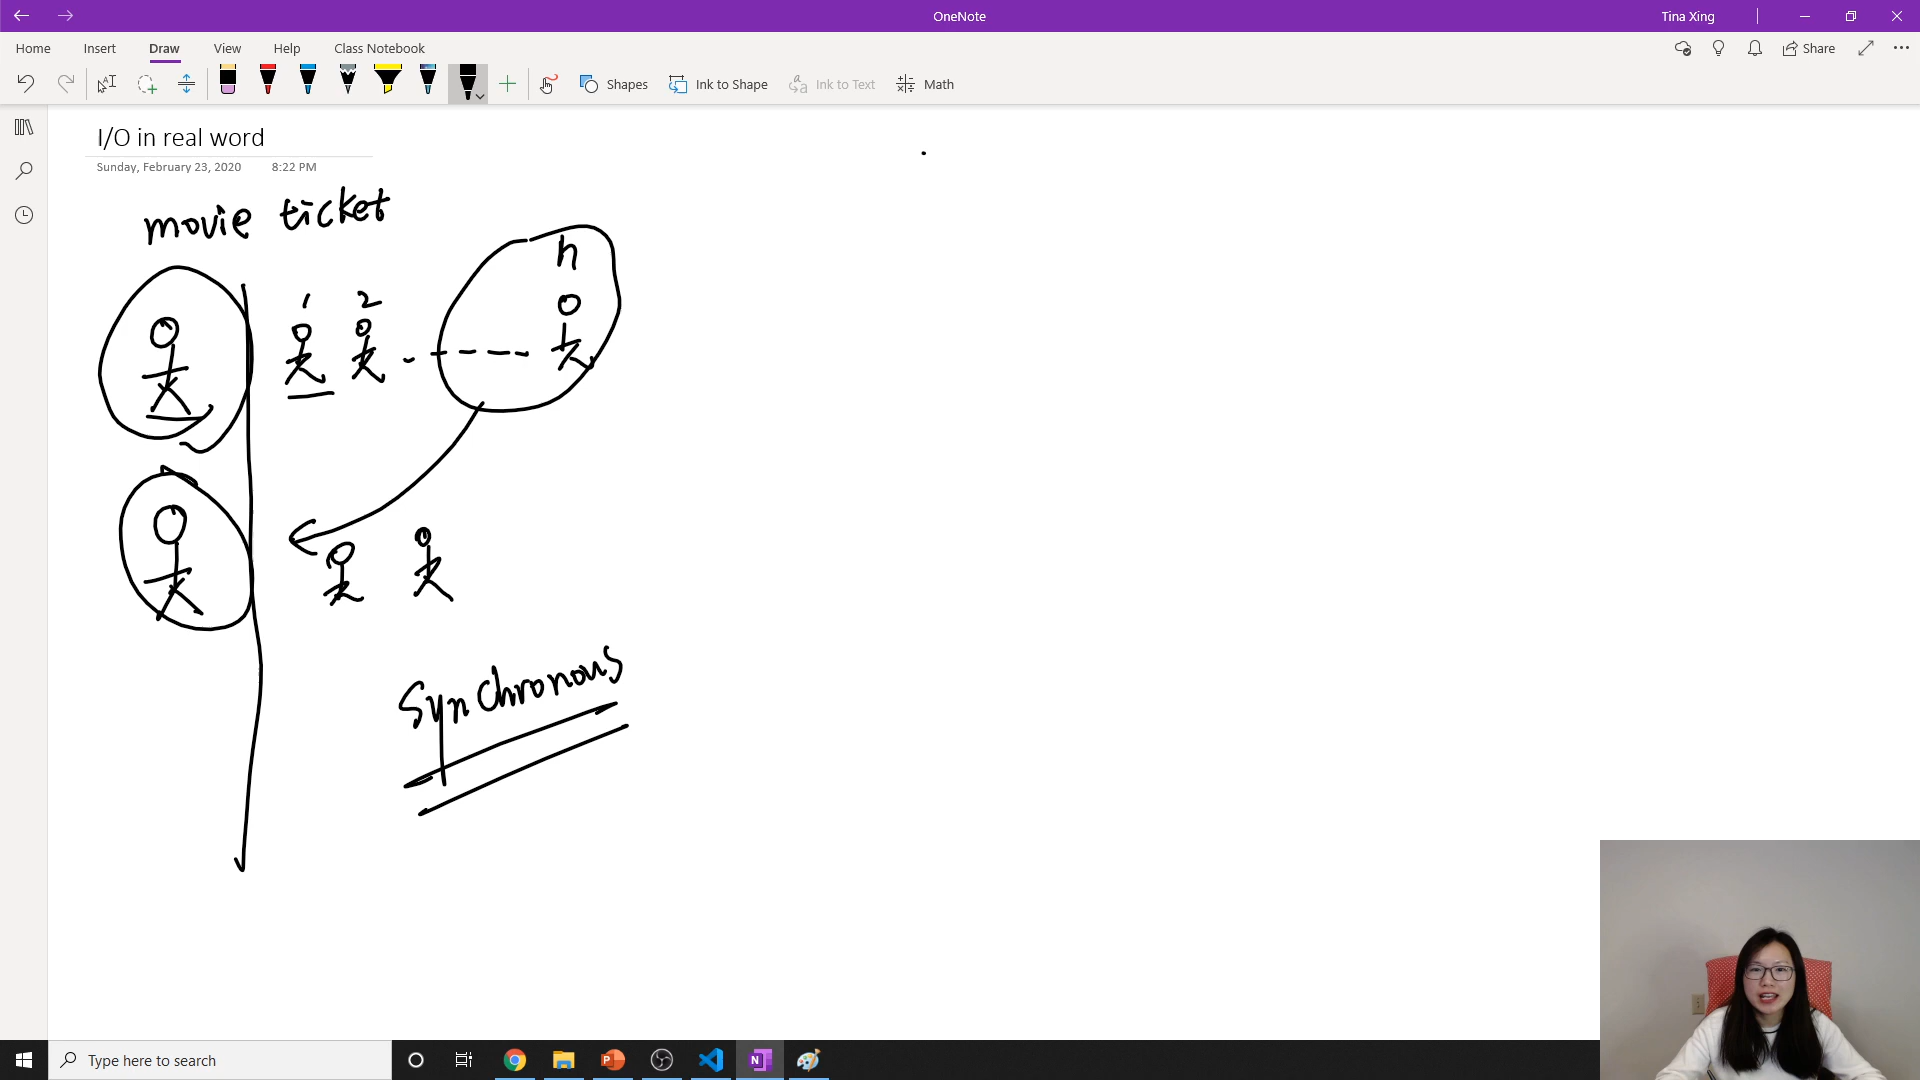 OneNote
Tina Xing
Home Insert Draw View Help Class Notebook
Share
Shapes Ink to Shape Ink to Text Math
I/O in real word
Sunday, February 23, 2020 8:22 PM
movie ticket
n
1 2
Synchronous
Type here to search